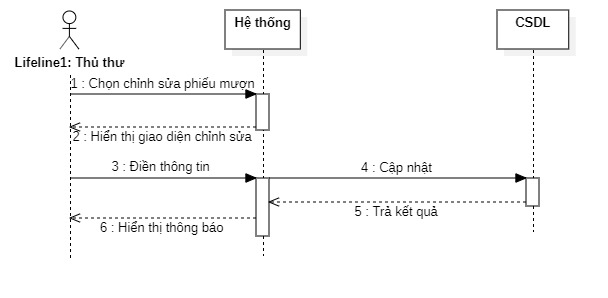 Hệ thống
CSDL
Lifeline1: Thủ thư
1 : Chọn chỉnh sửa phiếu mượn
2 : Hiển thị giao diện chỉnh sửa
3 : Điền thông tin
4 : Cập nhật
5 : Trả kết quả
6 : Hiển thị thông báo